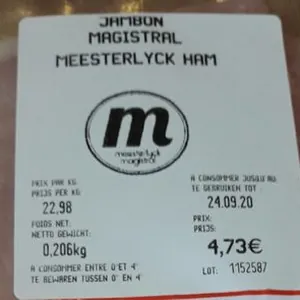 JAMBON
MAGISTRAL
MEESTERLYCK HAM
m
meesterlyck
magistral
PRIX PAR KG
PRIJS PER KG
22,98
POIDS NET:
NETTO GEWICHT:
0,206kg
A CONSOMMER JUSQU'AU
TE GEBRUIKEN TOT
24.09.20
PRIX:
PRIJS:
4,73€
A CONSOMMER ENTRE 0°ET 4°
TE BEWAREN TUSSEN 0° EN 4°
LOT: 1152587